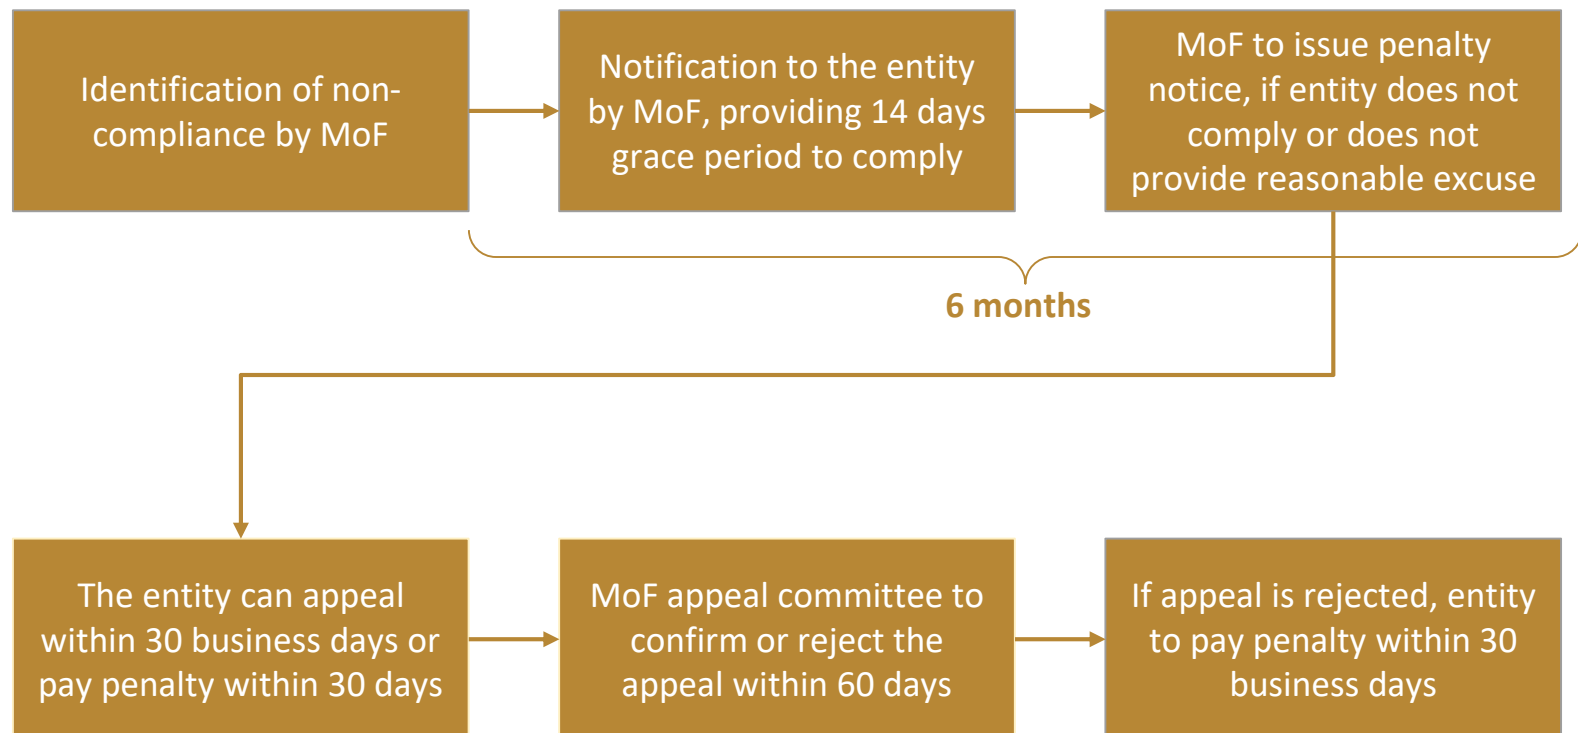 Identification of non-
compliance by MoF
Notification to the entity
by MoF, providing 14 days
grace period to comply
MoF to issue penalty
notice, if entity does not
comply or does not
provide reasonable excuse
6 months
The entity can appeal
within 30 business days or
pay penalty within 30 days
MoF appeal committee to
confirm or reject the
appeal within 60 days
If appeal is rejected, entity
to pay penalty within 30
business days